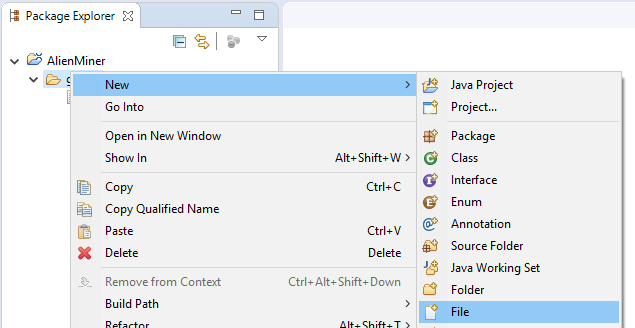 Package Explorer
AlienMiner
g
New
Go Into
Open in New Window
Show In Alt+Shift+W
Copy Ctrl+C
Copy Qualified Name
Paste Ctrl+V
Delete Delete
Remove from Context Ctrl+Alt+Shift+Down
Build Path
Refactor Alt+Shift+T
Java Project
Project...
Package
Class
Interface
Enum
Annotation
Source Folder
Java Working Set
Folder
File